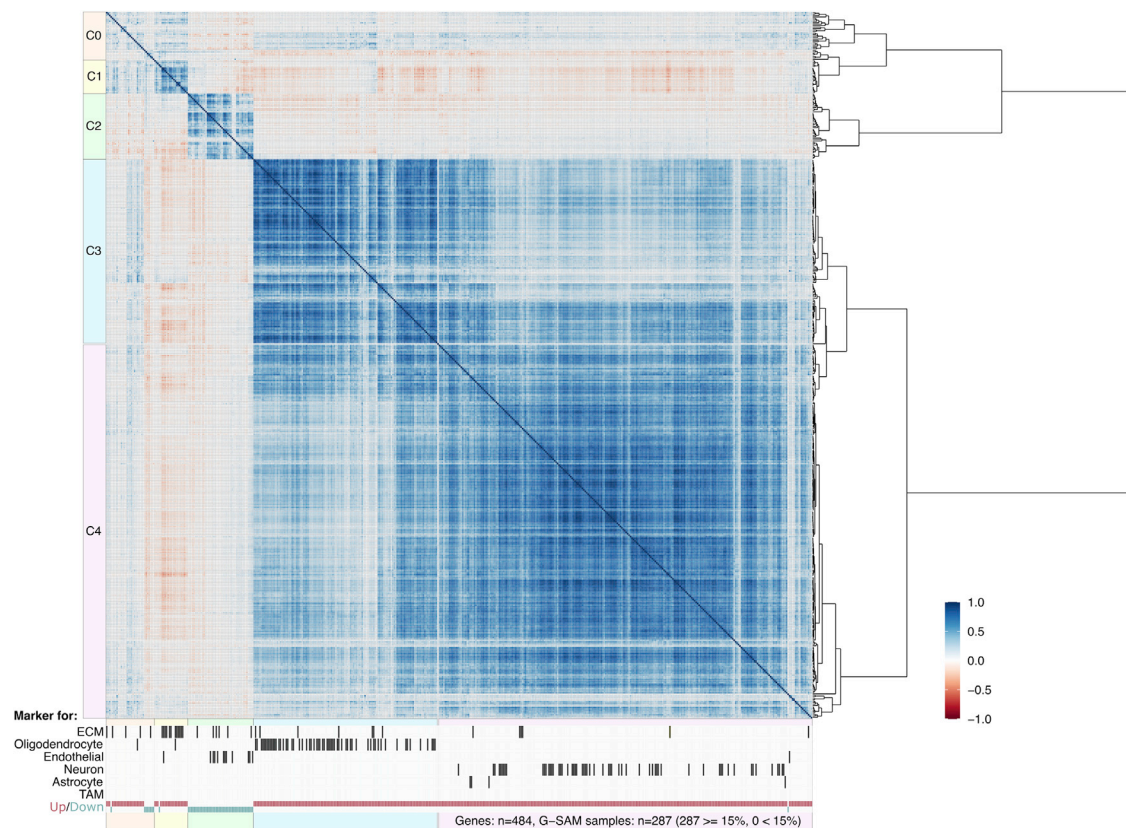 C0
C1
C2
C3
C4
1.0
0.5
0.0
−0.5
−1.0
Marker for:
ECM
Oligodendrocyte
Endothelial
Neuron
Astrocyte
TAM
Up/Down
Genes: n=484, G-SAM samples: n=287 (287 >= 15%, 0 < 15%)